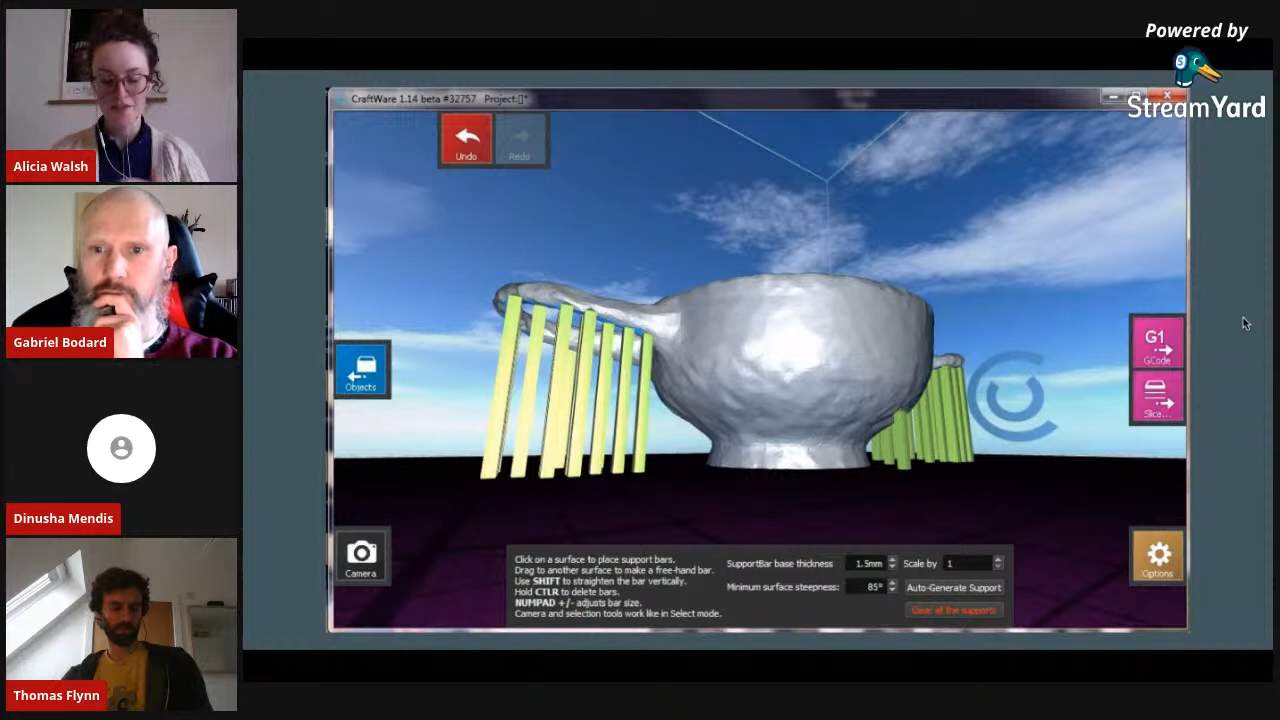 Powered by
StreamYard
Alicia Walsh
Gabriel Bodard
Dinusha Mendis
Thomas Flynn
CraftWare 1.14 beta #32757 Project:[]*
Undo
Redo
Objects
G1
GCode
Slice...
Camera
Options
Click on a surface to place support bars.
Drag to another surface to make a free-hand bar.
Use SHIFT to straighten the bar vertically.
Hold CTLR to delete bars.
NUMPAD +/- adjusts bar size.
Camera and selection tools work like in Select mode.
SupportBar base thickness 1.5mm Scale by 1
Minimum surface steepness: 85° Auto-Generate Support
Clear all the supports